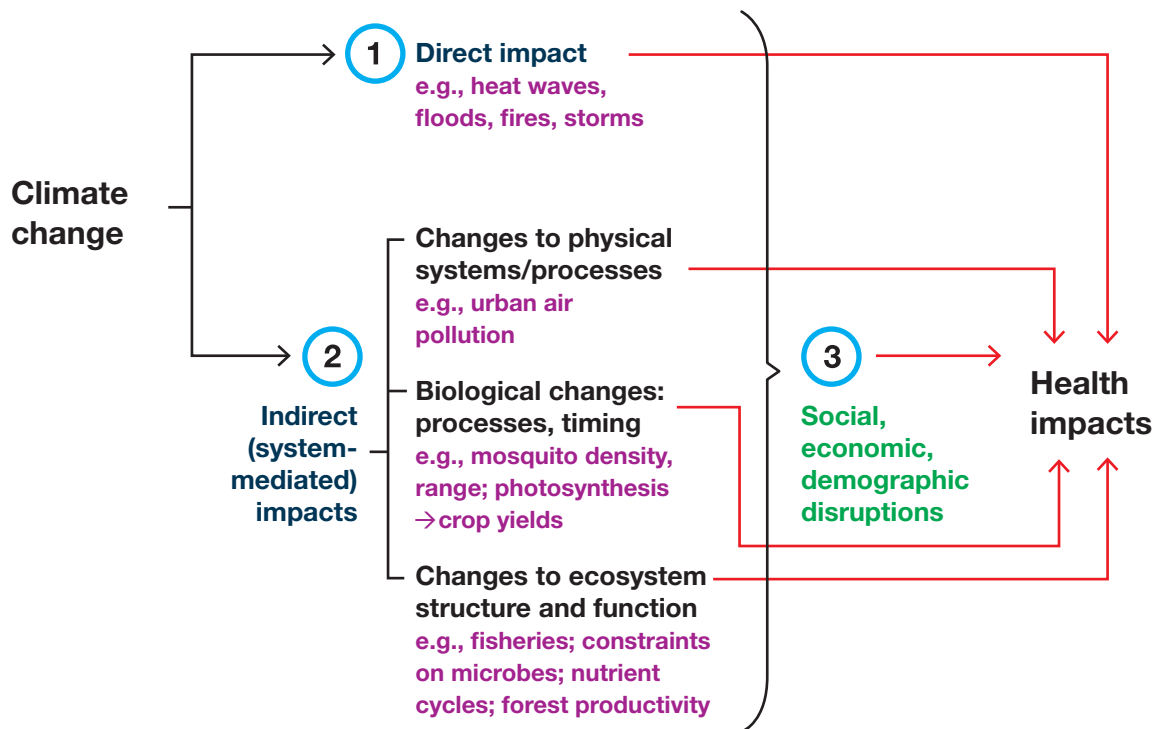 1
Direct impact
e.g., heat waves,
floods, fires, storms
Climate
change
2
Indirect
(system-
mediated)
impacts
Changes to physical
systems/processes
e.g., urban air
pollution
Biological changes:
processes, timing
e.g., mosquito density,
range; photosynthesis
→crop yields
Changes to ecosystem
structure and function
e.g., fisheries; constraints
on microbes; nutrient
cycles; forest productivity
3
Social,
economic,
demographic
disruptions
Health
impacts